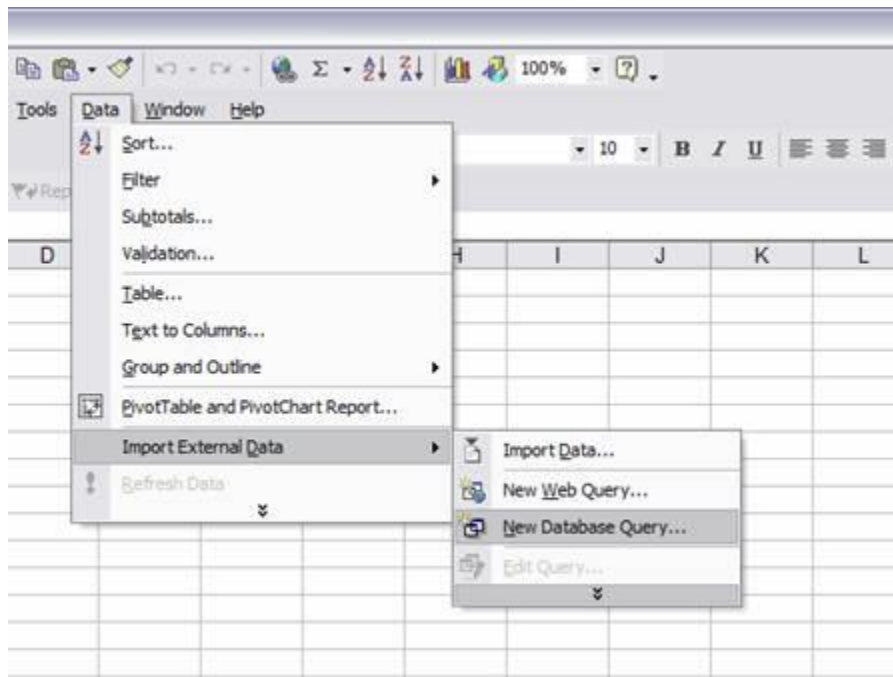 Σ 100%
Tools Data Window Help
Sort...
10 B I U
Filter
Rep
Subtotals...
Validation...
D H I J K L
Table...
Text to Columns...
Group and Outline
PivotTable and PivotChart Report...
Import External Data
Import Data...
Refresh Data
New Web Query...
New Database Query...
Edit Query...